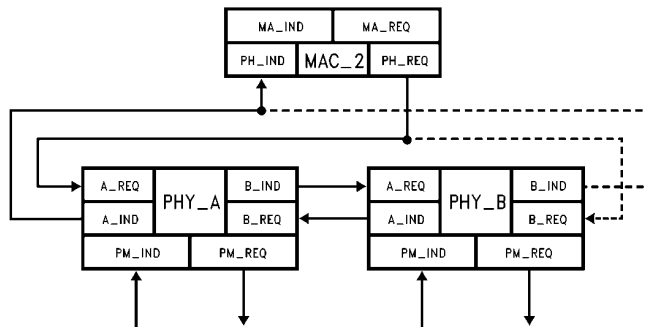 MA_IND MA_REQ
PH_IND MAC_2 PH_REQ
A_REQ PHY_A B_IND A_REQ PHY_B B_IND
A_IND B_REQ A_IND B_REQ
PM_IND PM_REQ PM_IND PM_REQ